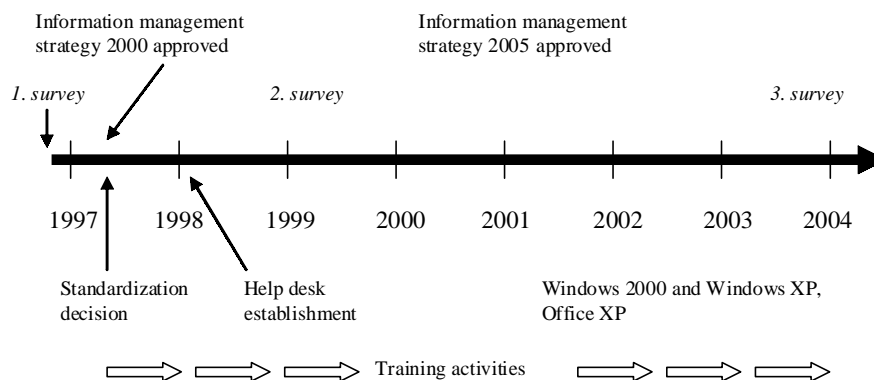 Information management
strategy 2000 approved
Information management
strategy 2005 approved
1. survey
2. survey
3. survey
1997
1998
1999
2000
2001
2002
2003
2004
Standardization
decision
Help desk
establishment
Windows 2000 and Windows XP,
Office XP
Training activities